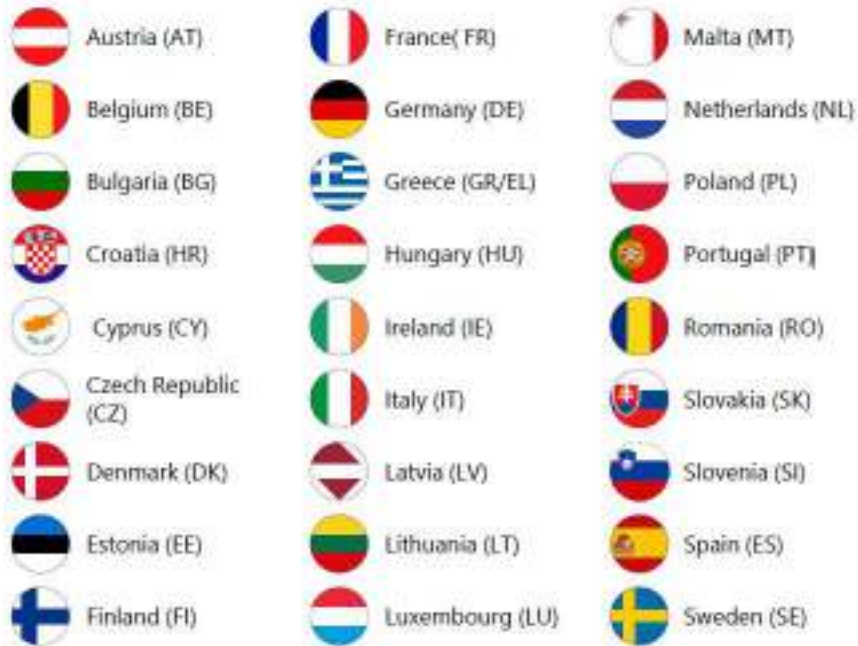 Austria (AT)
Belgium (BE)
Bulgaria (BG)
Croatia (HR)
Cyprus (CY)
Czech Republic
(CZ)
Denmark (DK)
Estonia (EE)
Finland (FI)
France( FR)
Germany (DE)
Greece (GR/EL)
Hungary (HU)
Ireland (IE)
Italy (IT)
Latvia (LV)
Lithuania (LT)
Luxembourg (LU)
Malta (MT)
Netherlands (NL)
Poland (PL)
Portugal (PT)
Romania (RO)
Slovakia (SK)
Slovenia (SI)
Spain (ES)
Sweden (SE)